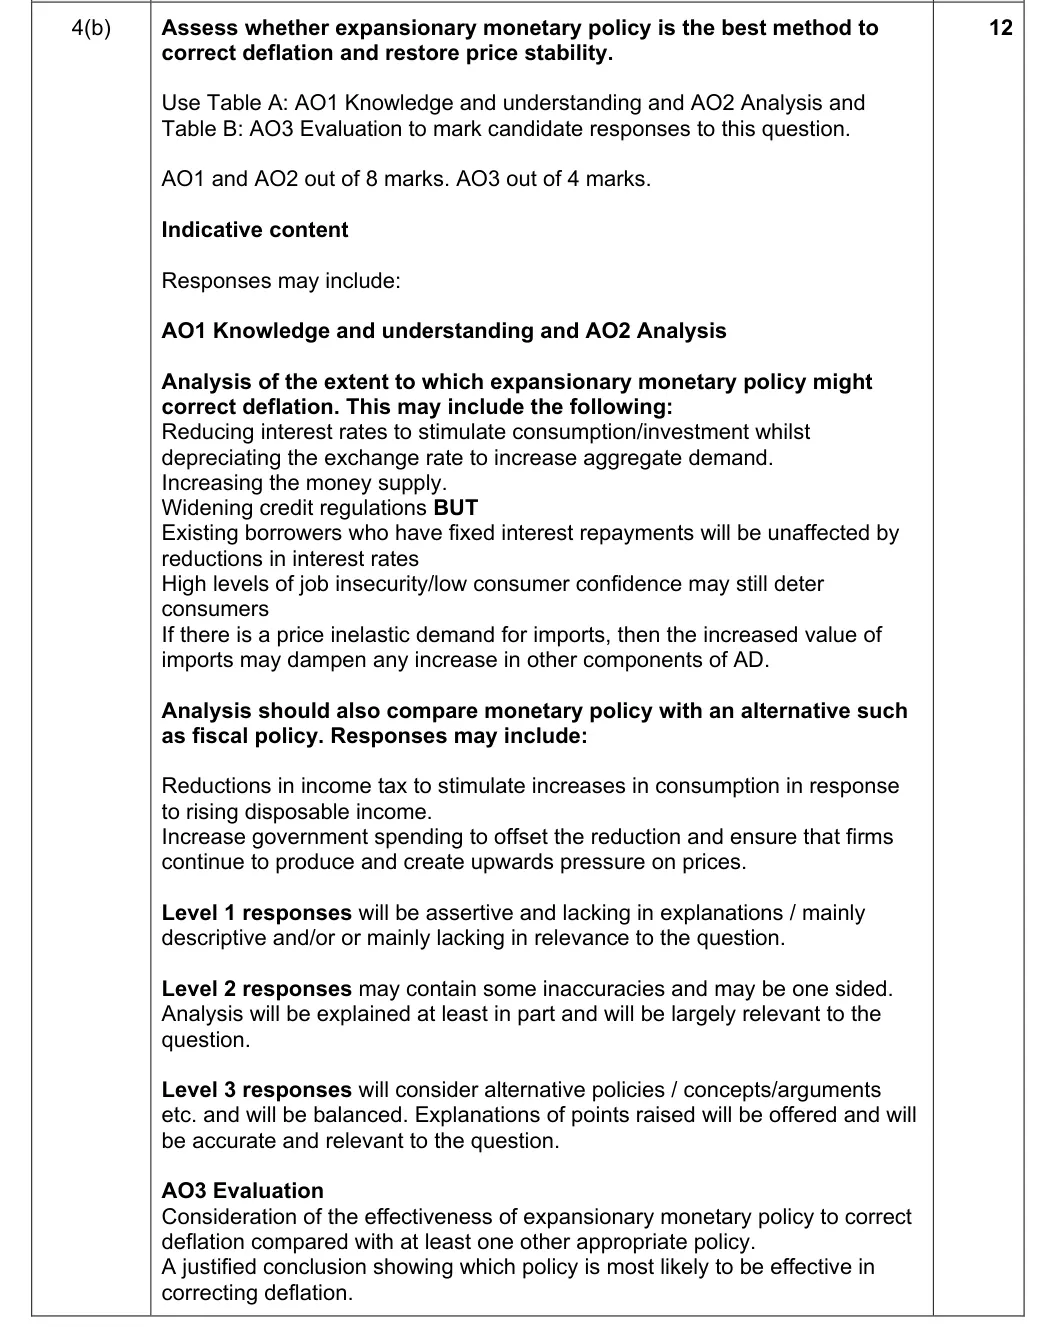 4(b)
Assess whether expansionary monetary policy is the best method to
correct deflation and restore price stability.
12
Use Table A: AO1 Knowledge and understanding and AO2 Analysis and
Table B: AO3 Evaluation to mark candidate responses to this question.
AO1 and AO2 out of 8 marks. AO3 out of 4 marks.
Indicative content
Responses may include:
AO1 Knowledge and understanding and AO2 Analysis
Analysis of the extent to which expansionary monetary policy might
correct deflation. This may include the following:
Reducing interest rates to stimulate consumption/investment whilst
depreciating the exchange rate to increase aggregate demand.
Increasing the money supply.
Widening credit regulations BUT
Existing borrowers who have fixed interest repayments will be unaffected by
reductions in interest rates
High levels of job insecurity/low consumer confidence may still deter
consumers
If there is a price inelastic demand for imports, then the increased value of
imports may dampen any increase in other components of AD.
Analysis should also compare monetary policy with an alternative such
as fiscal policy. Responses may include:
Reductions in income tax to stimulate increases in consumption in response
to rising disposable income.
Increase government spending to offset the reduction and ensure that firms
continue to produce and create upwards pressure on prices.
Level 1 responses will be assertive and lacking in explanations / mainly
descriptive and/or or mainly lacking in relevance to the question.
Level 2 responses may contain some inaccuracies and may be one sided.
Analysis will be explained at least in part and will be largely relevant to the
question.
Level 3 responses will consider alternative policies / concepts/arguments
etc. and will be balanced. Explanations of points raised will be offered and will
be accurate and relevant to the question.
AO3 Evaluation
Consideration of the effectiveness of expansionary monetary policy to correct
deflation compared with at least one other appropriate policy.
A justified conclusion showing which policy is most likely to be effective in
correcting deflation.